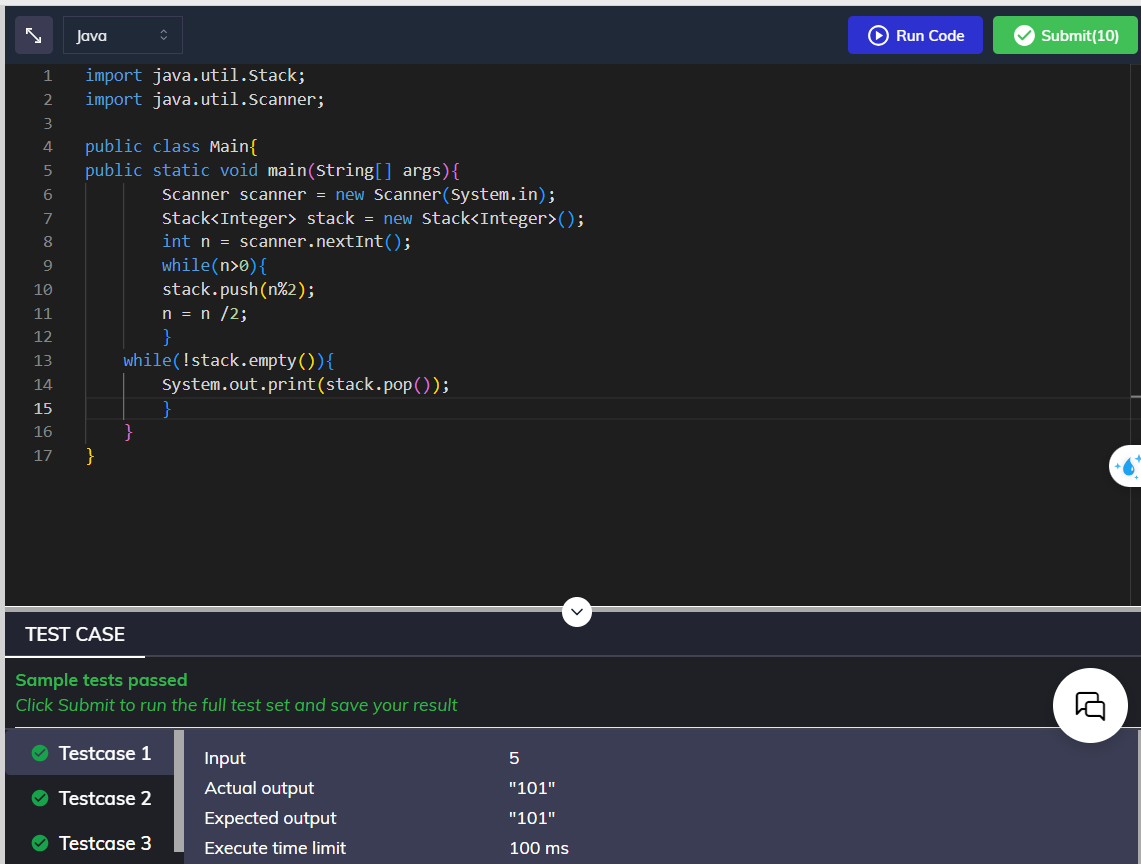 Java
Run Code
Submit(10)
1 import java.util.Stack;
2 import java.util.Scanner;
3
4 public class Main{
5 public static void main(String[] args){
6 Scanner scanner = new Scanner(System.in);
7 Stack<Integer> stack = new Stack<Integer>();
8 int n = scanner.nextInt();
9 while(n>0){
10 stack.push(n%2);
11 n = n /2;
12 }
13 while(!stack.empty()){
14 System.out.print(stack.pop());
15 }
16 }
17 }
TEST CASE
Sample tests passed
Click Submit to run the full test set and save your result
Testcase 1
Testcase 2
Testcase 3
Input 5
Actual output "101"
Expected output "101"
Execute time limit 100 ms